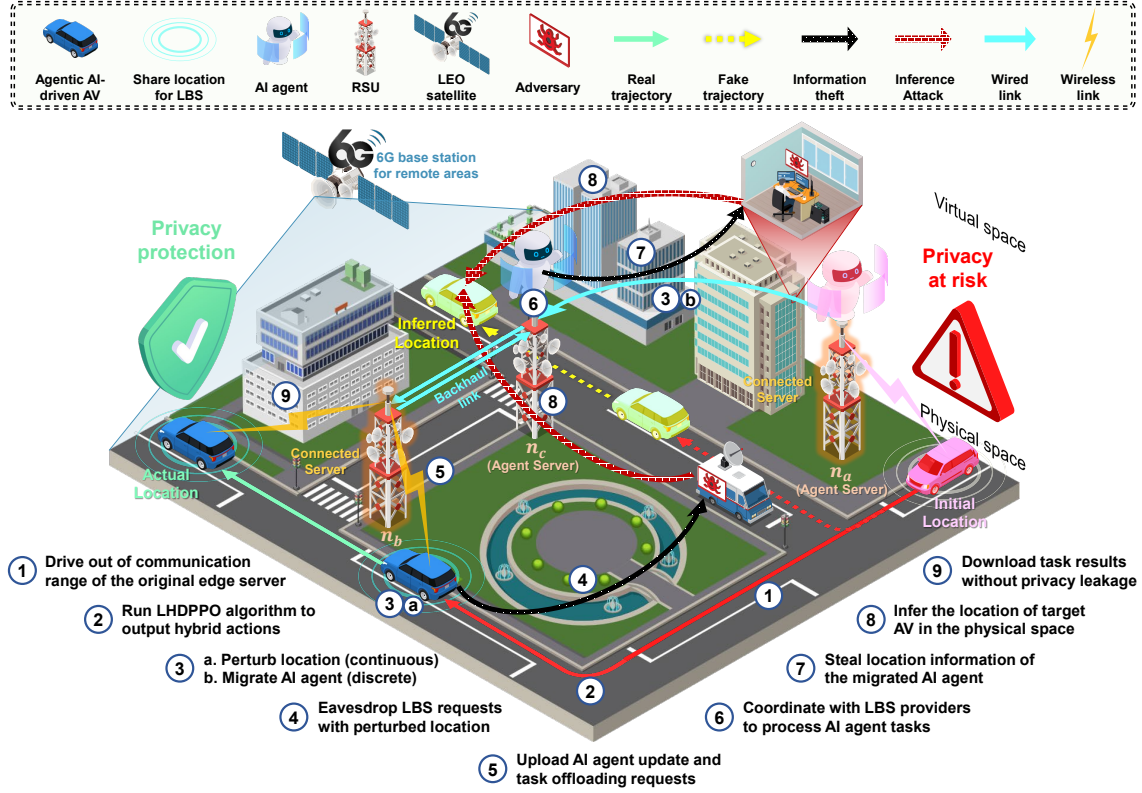 6G
Agentic AI-
driven AV
Share location
for LBS
AI agent
RSU
LEO
satellite
Adversary
Real
trajectory
Fake
trajectory
Information
theft
Inference
Attack
Wired
link
Wireless
link
6G
6G base station
for remote areas
Virtual space
Privacy
protection
8
7
3 b
Privacy
at risk
6
Inferred
Location
Backhaul
link
Connected
Server
9
8
Physical space
Connected
Server
n_c
(Agent Server)
5
n_a
(Agent Server)
Actual
Location
Initial
Location
n_b
4
3 a
1
2
1 Drive out of communication
range of the original edge server
2 Run LHDPPO algorithm to
output hybrid actions
3 a. Perturb location (continuous)
b. Migrate AI agent (discrete)
4 Eavesdrop LBS requests
with perturbed location
5 Upload AI agent update and
task offloading requests
6 Coordinate with LBS providers
to process AI agent tasks
7 Steal location information of
the migrated AI agent
8 Infer the location of target
AV in the physical space
9 Download task results
without privacy leakage